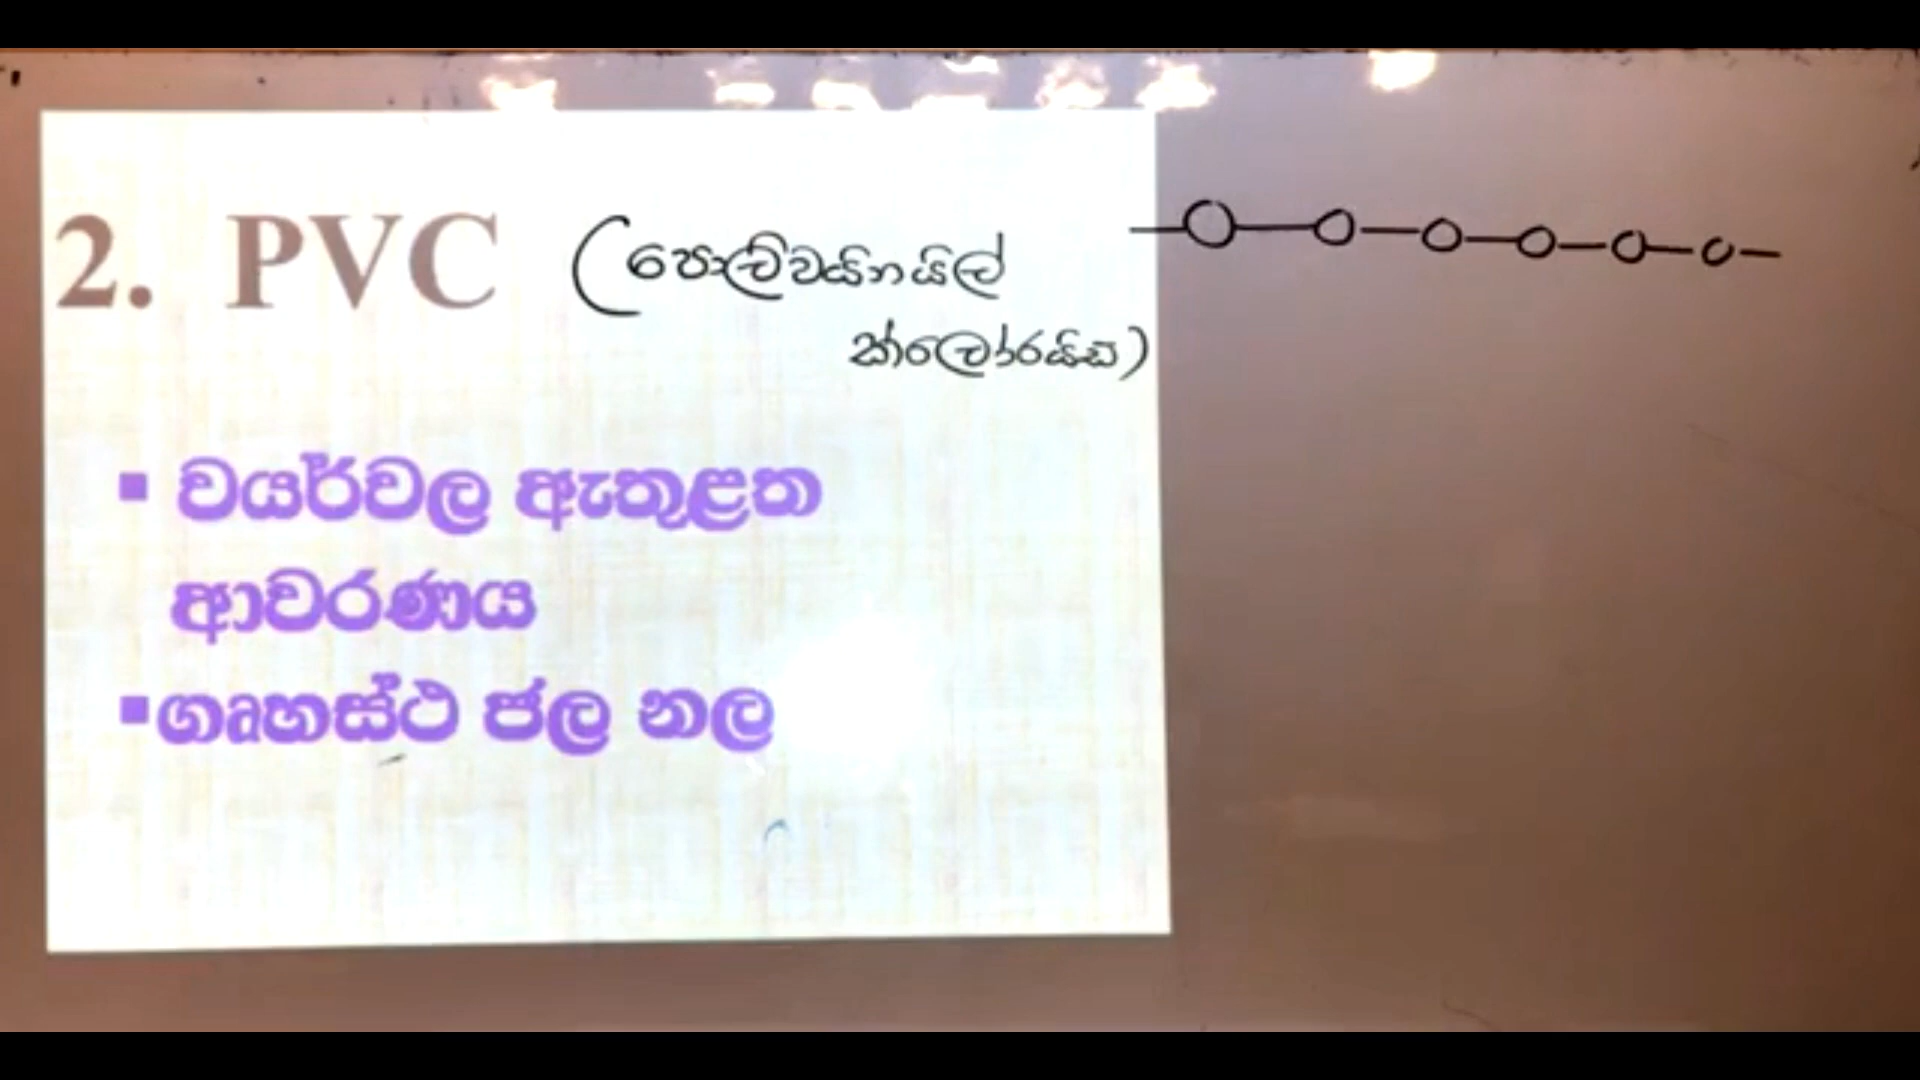 2. PVC (පොලිවයිනයිල්
ක්ලෝරයිඩ්)
▪ වයර්වල ඇතුළත
ආවරණය
▪ ගෘහස්ථ ජල නල